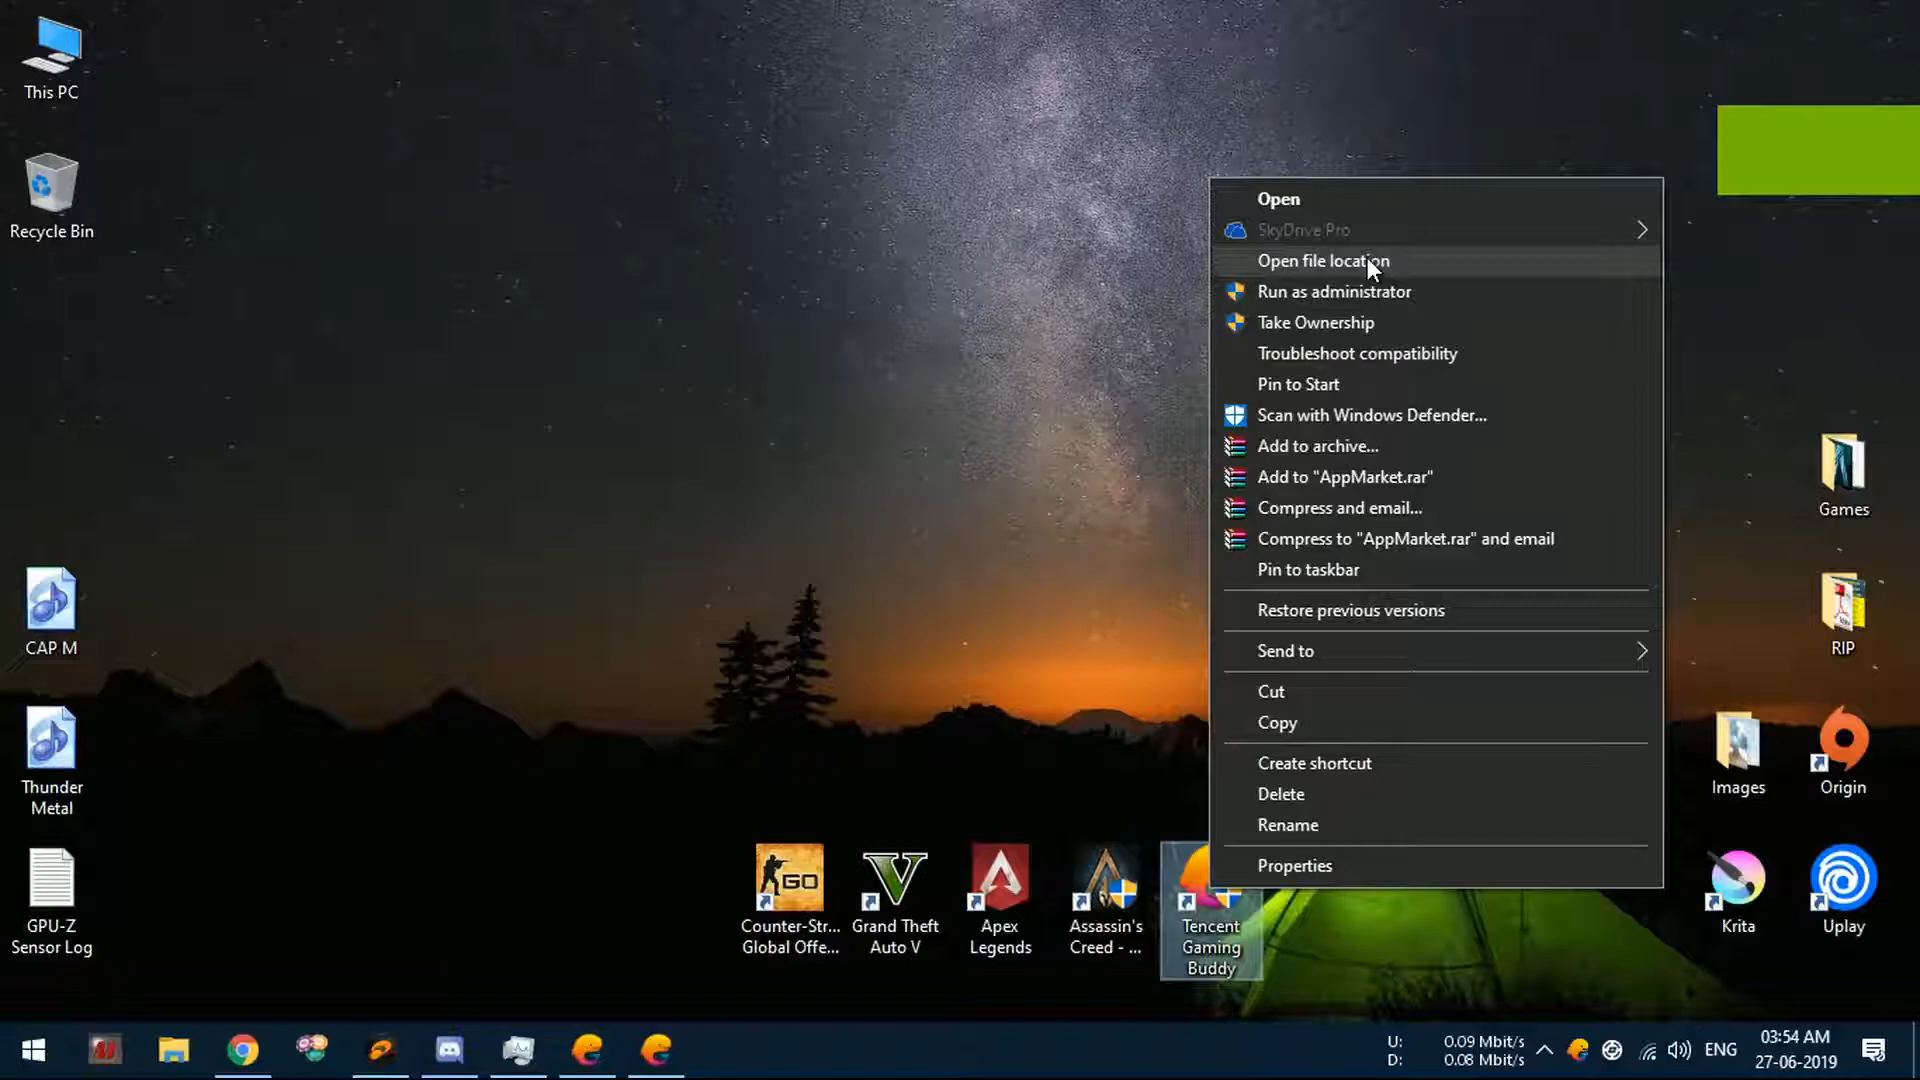 This PC
Recycle Bin
CAP M
Thunder
Metal
GPU-Z
Sensor Log
Open
SkyDrive Pro
Open file location
Run as administrator
Take Ownership
Troubleshoot compatibility
Pin to Start
Scan with Windows Defender...
Add to archive...
Add to "AppMarket.rar"
Compress and email...
Compress to "AppMarket.rar" and email
Pin to taskbar
Restore previous versions
Send to
Cut
Copy
Create shortcut
Delete
Rename
Properties
GO
Counter-Str...
Global Offe...
Grand Theft
Auto V
Apex
Legends
Assassin's
Creed - ...
Tencent
Gaming
Buddy
Games
RIP
Images
Origin
Krita
Uplay
U: 0.09 Mbit/s
D: 0.08 Mbit/s
ENG
03:54 AM
27-06-2019